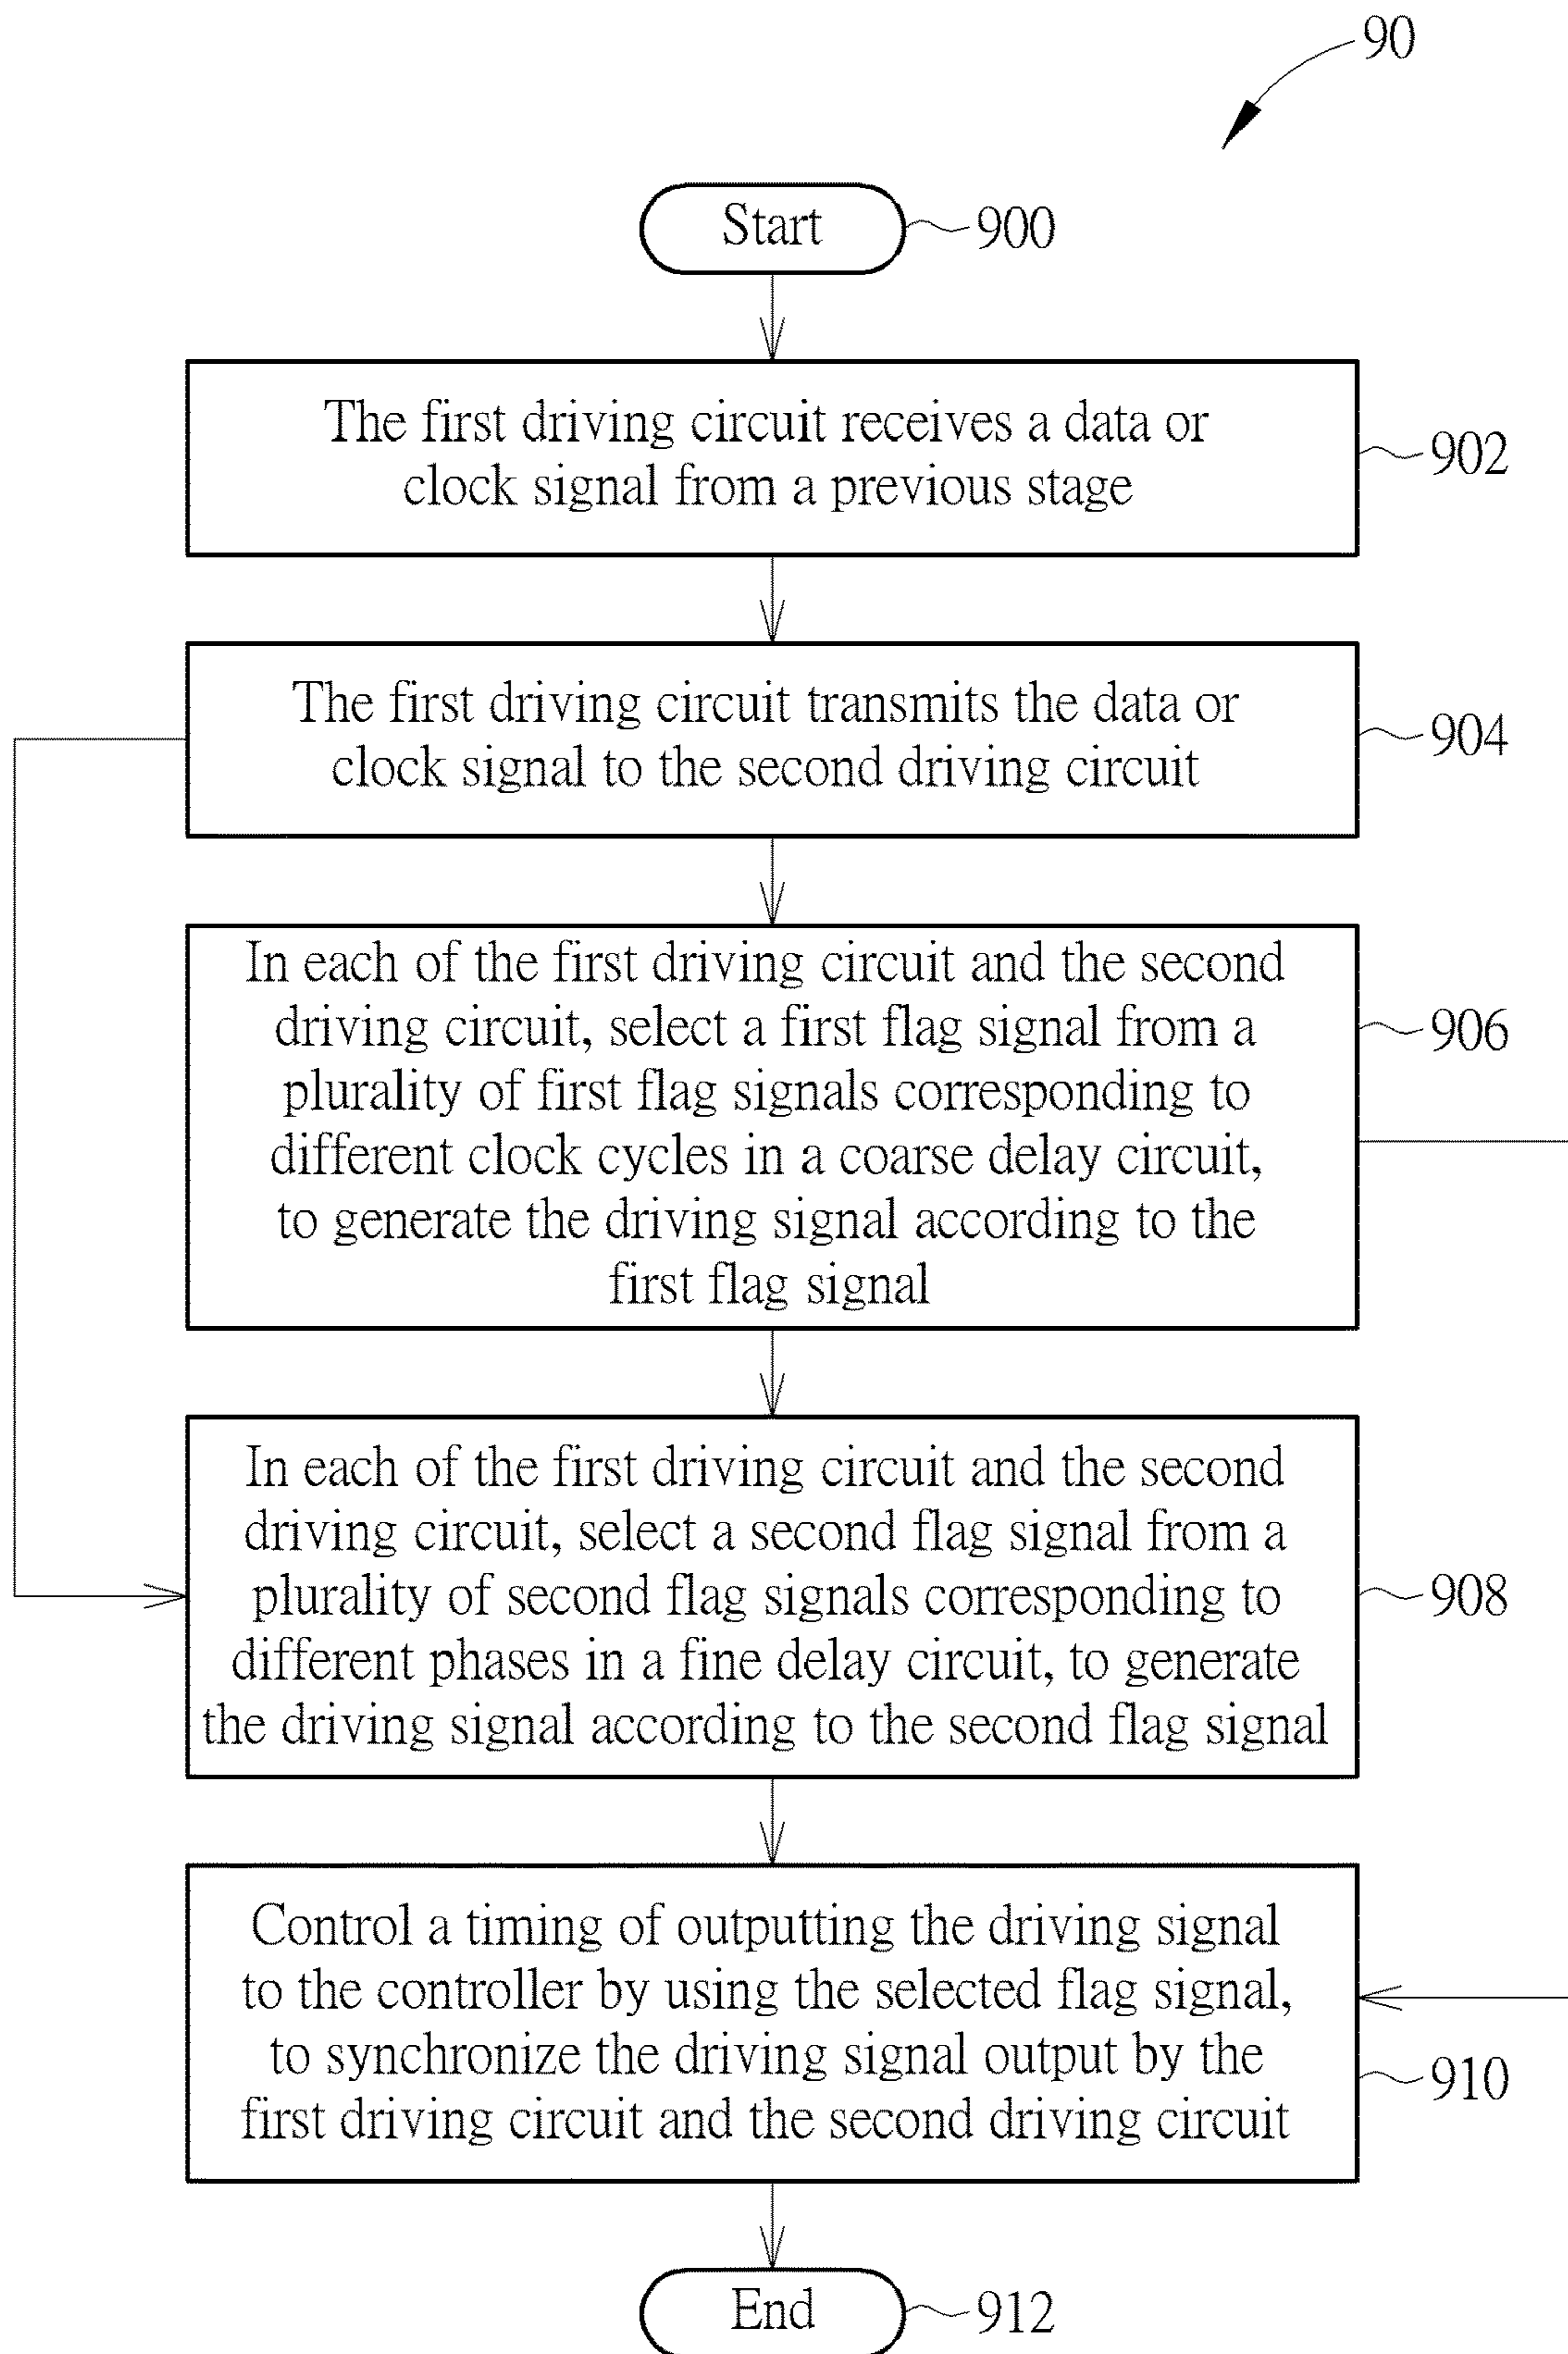 90
Start
900
The first driving circuit receives a data or
clock signal from a previous stage
902
The first driving circuit transmits the data or
clock signal to the second driving circuit
904
In each of the first driving circuit and the second
driving circuit, select a first flag signal from a
plurality of first flag signals corresponding to
different clock cycles in a coarse delay circuit,
to generate the driving signal according to the
first flag signal
906
In each of the first driving circuit and the second
driving circuit, select a second flag signal from a
plurality of second flag signals corresponding to
different phases in a fine delay circuit, to generate
the driving signal according to the second flag signal
908
Control a timing of outputting the driving signal
to the controller by using the selected flag signal,
to synchronize the driving signal output by the
first driving circuit and the second driving circuit
910
End
912